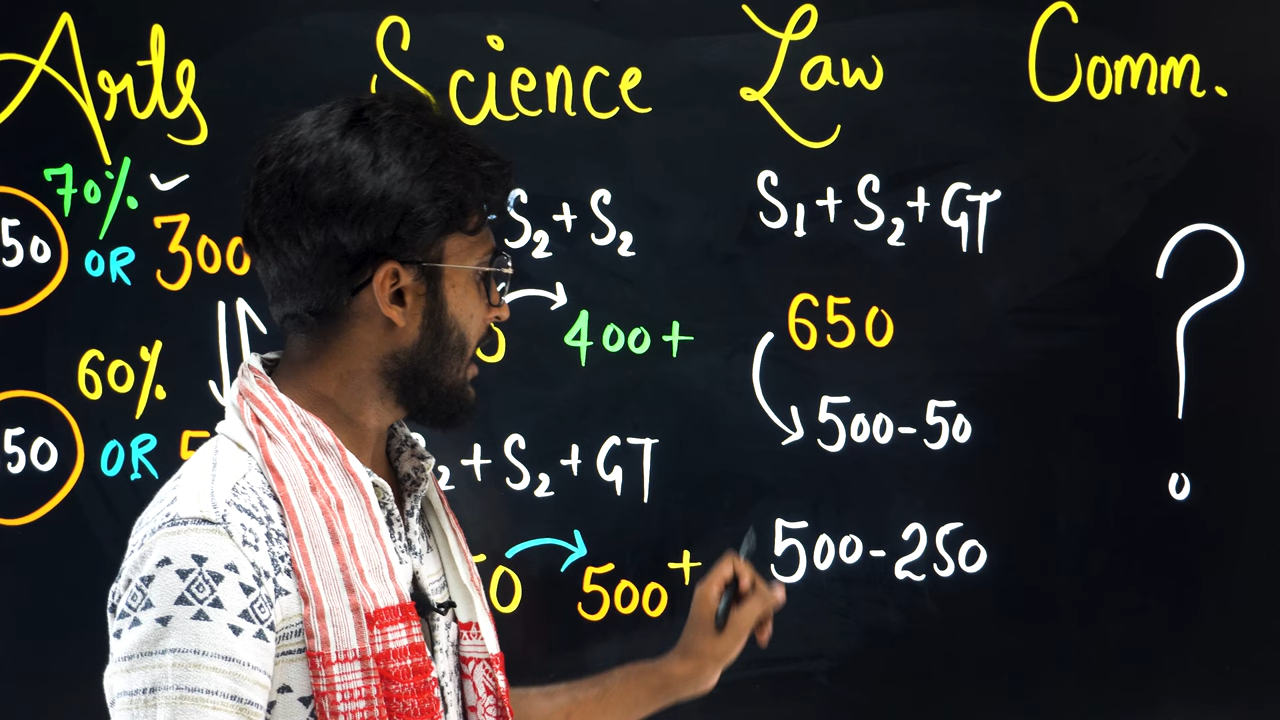 Arts
70% ✓
50 OR 300
60%
50 OR
Science
S₂+S₂
400+
+S₂+GT
500+
Law
S₁+S₂+GT
650
500-50
500-250
Comm.
?